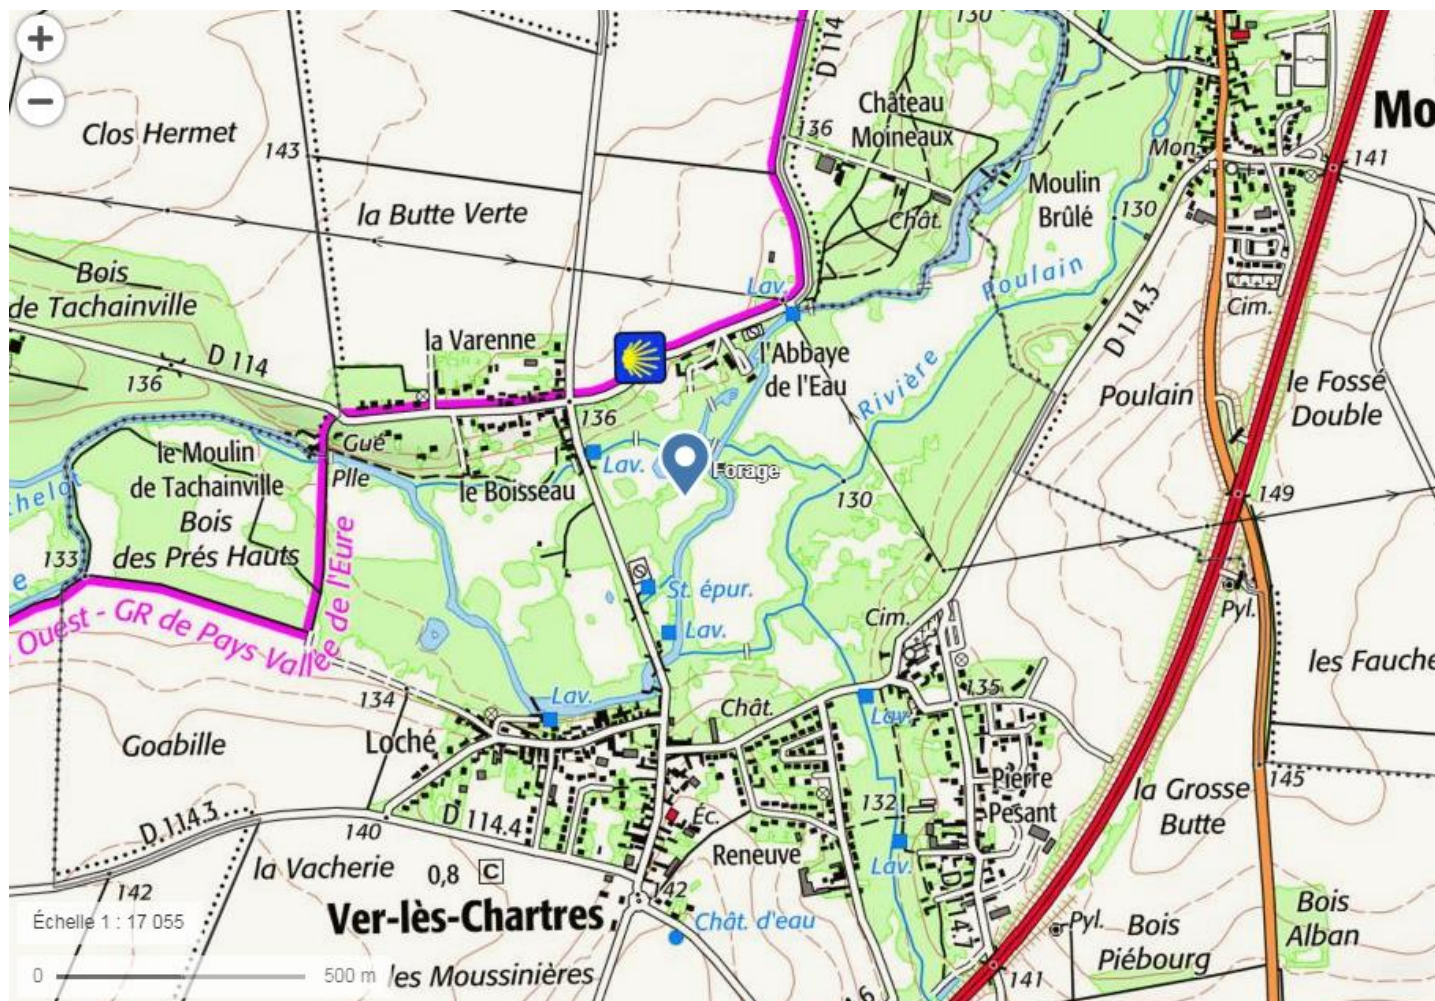 130
D 114
Château
Moineaux
136
Clos Hermet
143
Mo
Mon.
141
Moulin
Brûlé
130
la Butte Verte
Chât.
Bois
de Tachainville
Lav.
Poulain
Cim.
D 114.3
la Varenne
D 114
136
l'Abbaye
de l'Eau
Rivière
Poulain
le Fossé
Double
136
Gué
Plle
le Moulin
de Tachainville
Lav.
Forage
le Boisseau
130
149
Bois
des Prés Hauts
133
St. épur.
Cim.
Pyl.
Ouest - GR de Pays Vallée de l'Eure
Lav.
les Fauche
134
Lav.
Chât.
Lav.
135
Goabille
Loché
Pierre
Pesant
145
la Grosse
Butte
132
D 114.3
140
D 114.4
Éc.
Reneuve
Lav.
la Vacherie
0,8 C
142
142
D
14.7
Échelle 1 : 17 055
Ver-lès-Chartres
Chât. d'eau
Pyl.
Bois
Piébourg
Bois
Alban
0
500 m
les Moussinières
141